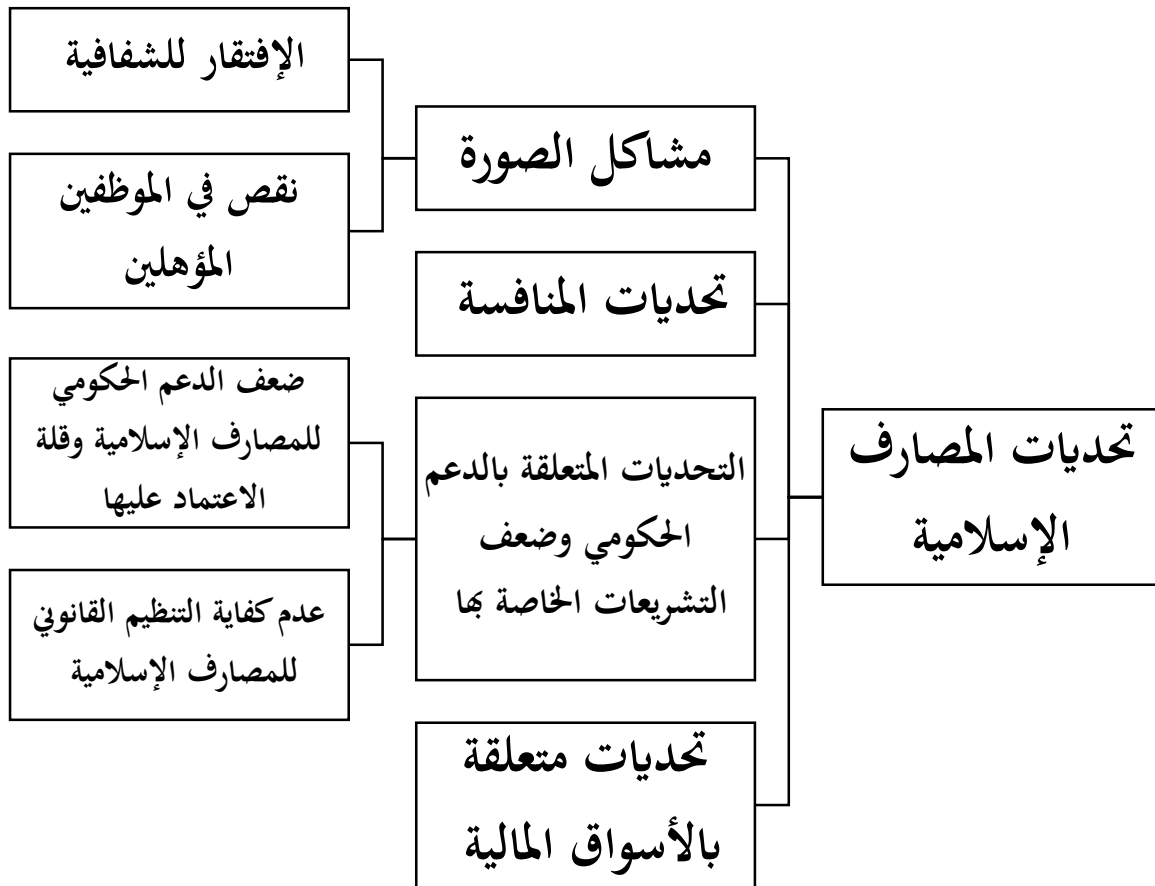 تحديات المصارف
الإسلامية
مشاكل الصورة
الإفتقار للشفافية
نقص في الموظفين
المؤهلين
تحديات المنافسة
التحديات المتعلقة بالدعم
الحكومي وضعف
التشريعات الخاصة بها
ضعف الدعم الحكومي
للمصارف الإسلامية وقلة
الاعتماد عليها
عدم كفاية التنظيم القانوني
للمصارف الإسلامية
تحديات متعلقة
بالأسواق المالية